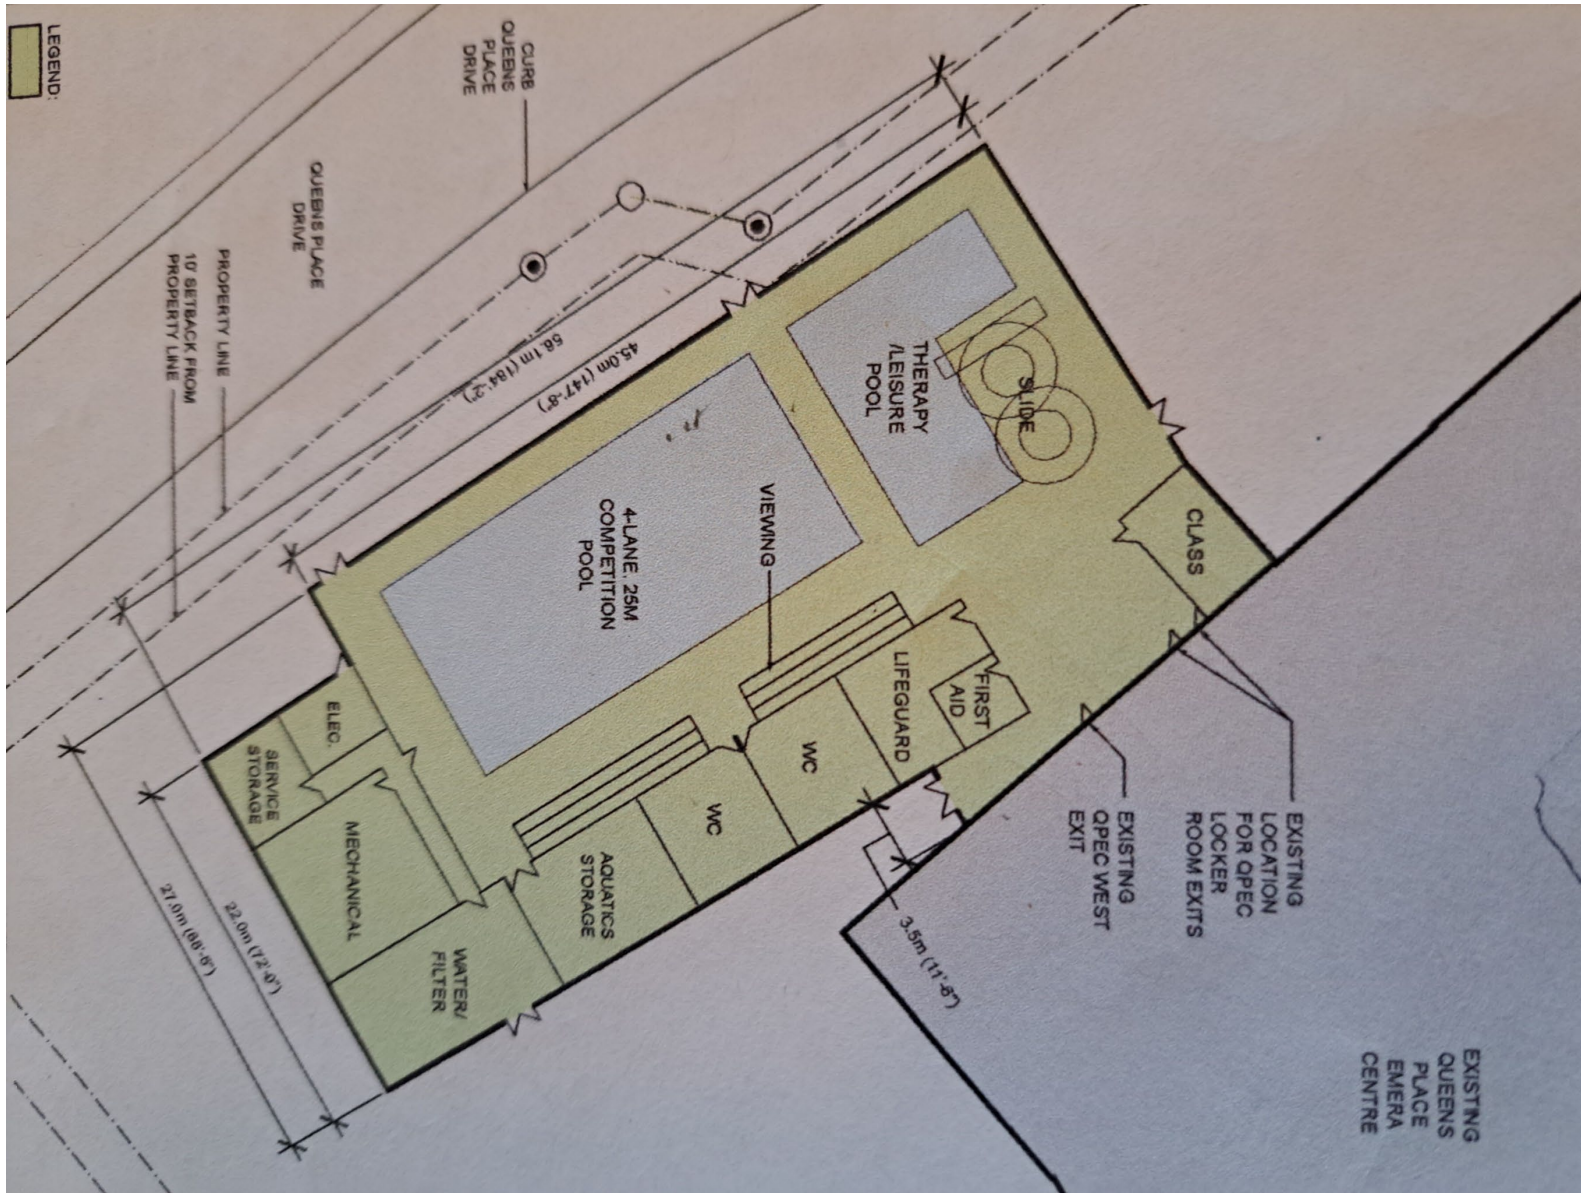 LEGEND:
CURB
QUEENS
PLACE
DRIVE
QUEENS PLACE
DRIVE
PROPERTY LINE
10' SETBACK FROM
PROPERTY LINE
56.1m (184'-2")
45.0m (147'-8")
THERAPY
/LEISURE
POOL
SLIDE
CLASS
VIEWING
4-LANE, 25M
COMPETITION
POOL
LIFEGUARD
FIRST
AID
WC
WC
AQUATICS
STORAGE
ELEC.
SERVICE
STORAGE
MECHANICAL
WATER/
FILTER
27.0m (88'-6")
22.0m (72'-0")
3.5m (11'-6")
EXISTING
QPEC WEST
EXIT
EXISTING
LOCATION
FOR QPEC
LOCKER
ROOM EXITS
EXISTING
QUEENS
PLACE
EMERA
CENTRE